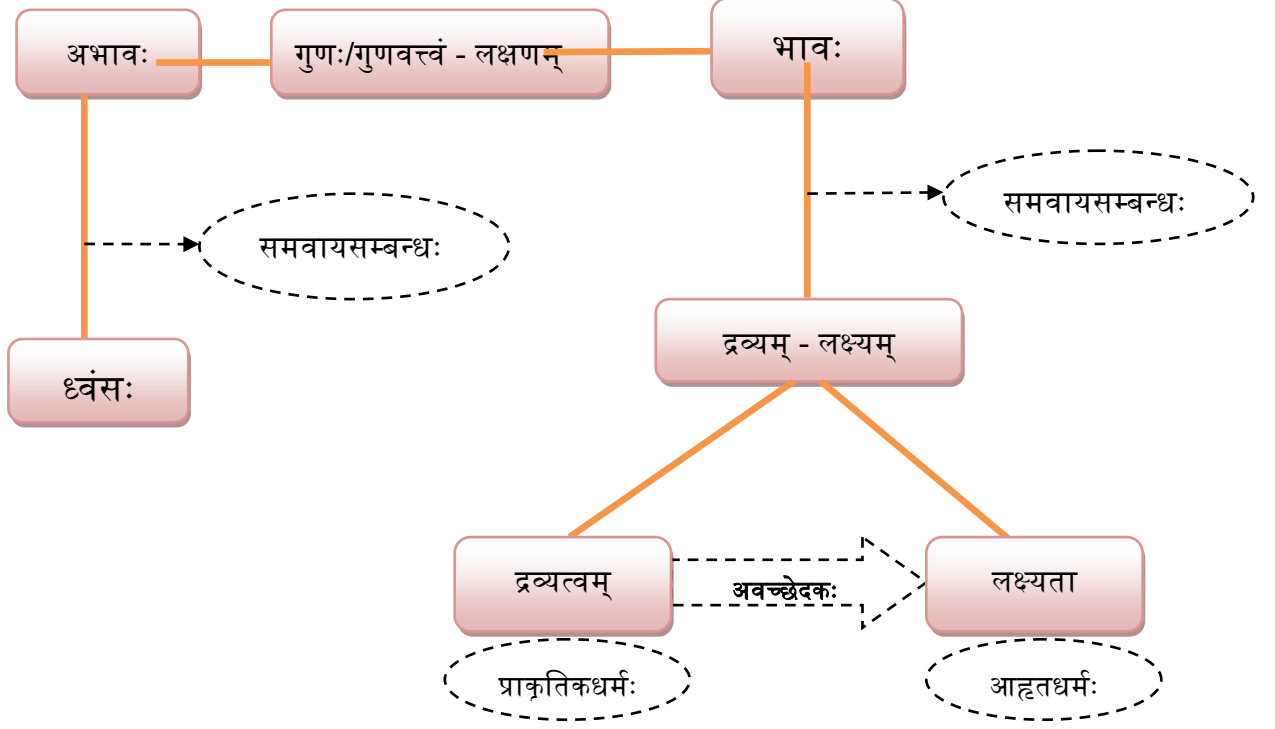 अभावः
गुणः/गुणवत्त्वं - लक्षणन्
भावः
समवायसम्बन्धः
समवायसम्बन्धः
द्रव्यम् - लक्ष्यम्
ध्वंसः
द्रव्यत्वम्
अवच्छेदकः
लक्ष्यता
प्राकृतिकधर्मः
आहृतधर्मः